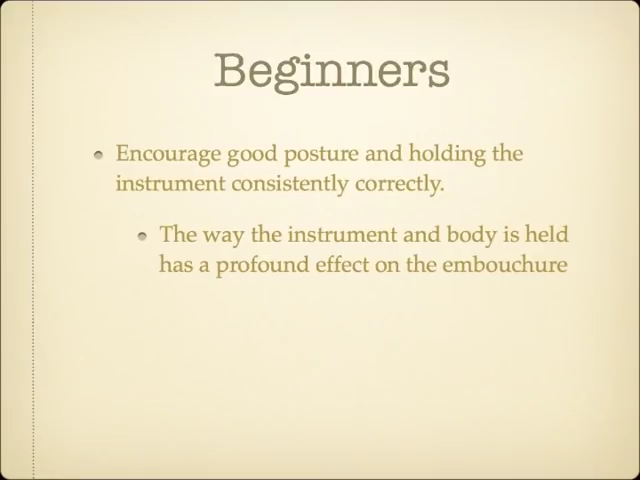 Beginners
Encourage good posture and holding the
instrument consistently correctly.
The way the instrument and body is held
has a profound effect on the embouchure